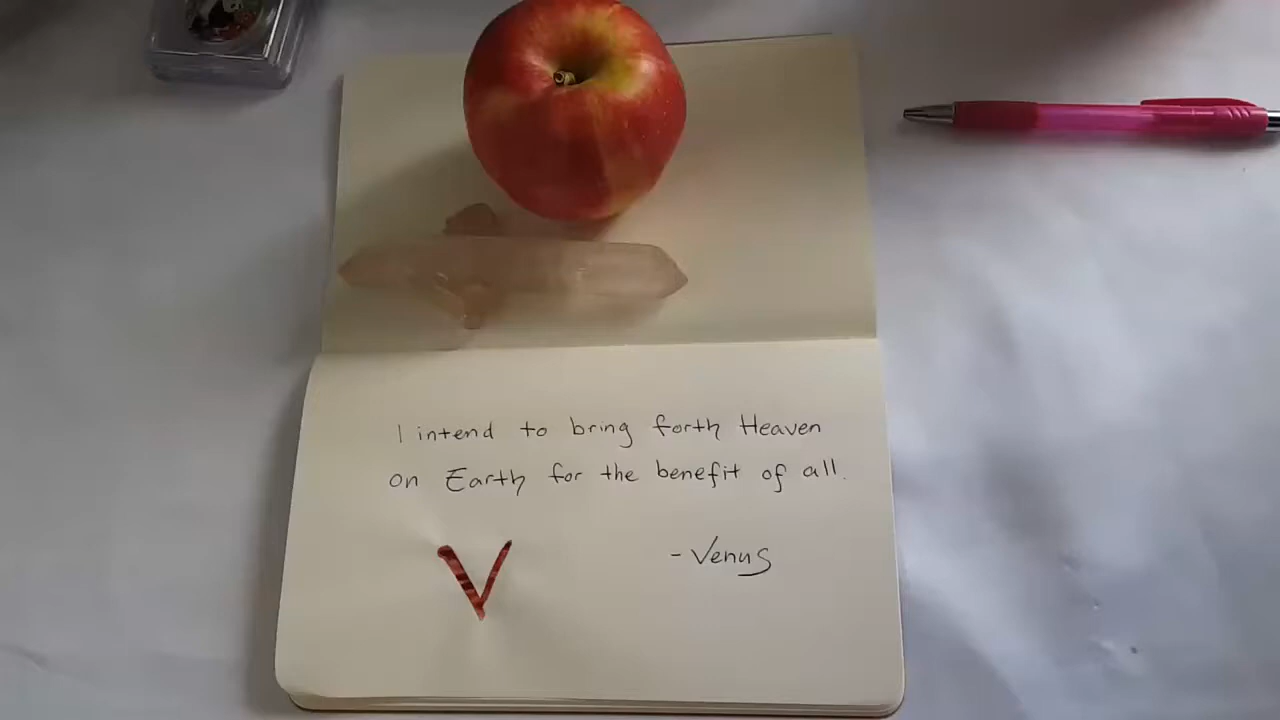 I intend to bring forth Heaven
on Earth for the benefit of all.
V
- Venus